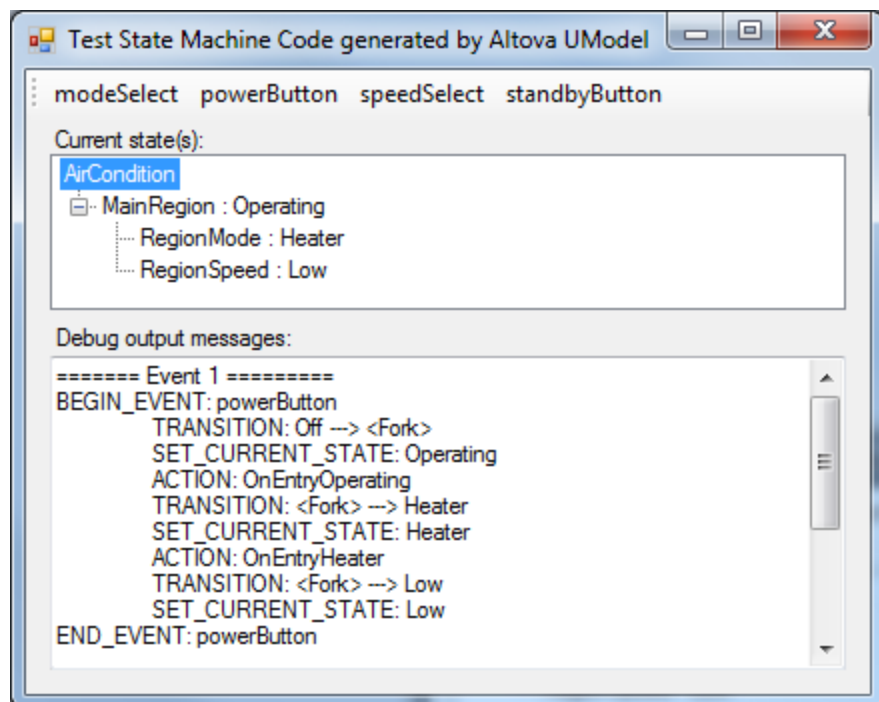 Test State Machine Code generated by Altova UModel
modeSelect powerButton speedSelect standbyButton
Current state(s):
AirCondition
MainRegion : Operating
RegionMode : Heater
RegionSpeed : Low
Debug output messages:
======= Event 1 =========
BEGIN_EVENT: powerButton
TRANSITION: Off ---> <Fork>
SET_CURRENT_STATE: Operating
ACTION: OnEntryOperating
TRANSITION: <Fork> ---> Heater
SET_CURRENT_STATE: Heater
ACTION: OnEntryHeater
TRANSITION: <Fork> ---> Low
SET_CURRENT_STATE: Low
END_EVENT: powerButton